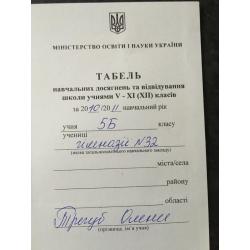 МІНІСТЕРСТВО ОСВІТИ І НАУКИ УКРАЇНИ
ТАБЕЛЬ
навчальних досягнень та відвідування
школи учнями V - XI (XII) класів
за 2010/2011 навчальний рік
учня 5Б класу
учениці
гімназії №32
(назва загальноосвітнього навчального закладу)
міста/села
району
області
Трегуб Олени
(прізвище, ім'я учня)